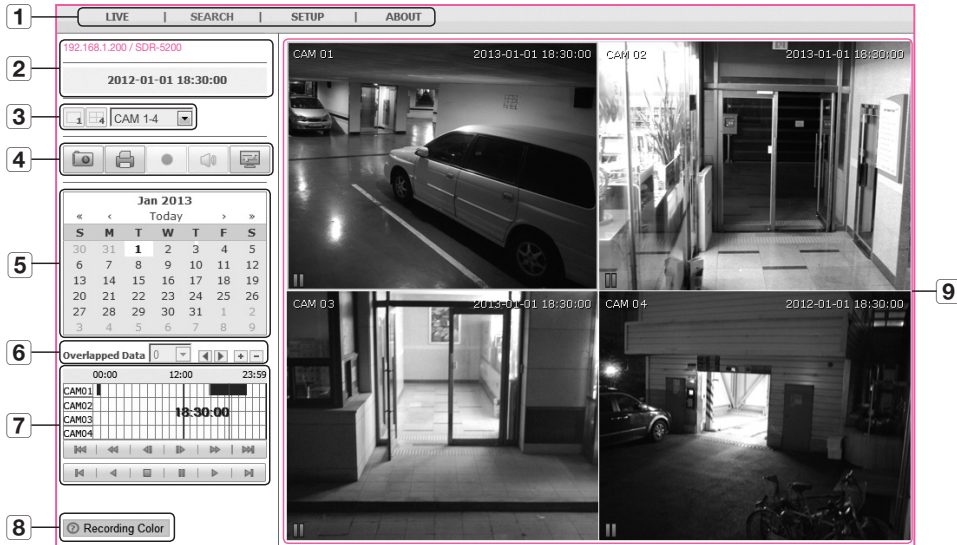 1
LIVE | SEARCH | SETUP | ABOUT
2
192.168.1.200 / SDR-5200
2012-01-01 18:30:00
3
1 4 CAM 1-4
4
5
Jan 2013
« ‹ Today › »
S M T W T F S
30 31 1 2 3 4 5
6 7 8 9 10 11 12
13 14 15 16 17 18 19
20 21 22 23 24 25 26
27 28 29 30 31 1 2
3 4 5 6 7 8 9
6
Overlapped Data 0
7
00:00 12:00 23:59
CAM01
CAM02
18:30:00
CAM03
CAM04
8
? Recording Color
CAM 01 2013-01-01 18:30:00
CAM 02 2013-01-01 18:30:00
CAM 03 2013-01-01 18:30:00
CAM 04 2012-01-01 18:30:00
9